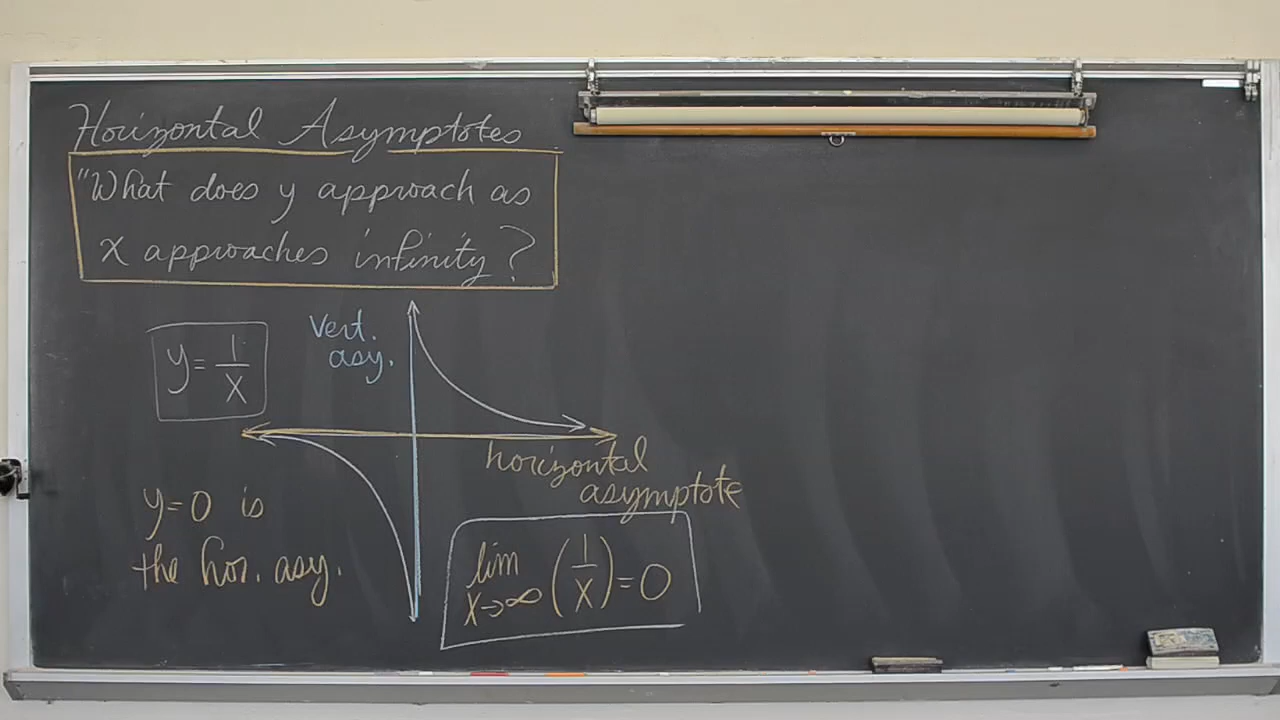 Horizontal Asymptotes
"What does y approach as
x approaches infinity?
y = 1/x
Vert.
asy.
horizontal
asymptote
y=0 is
the hor. asy.
lim x→∞ (1/x) = 0